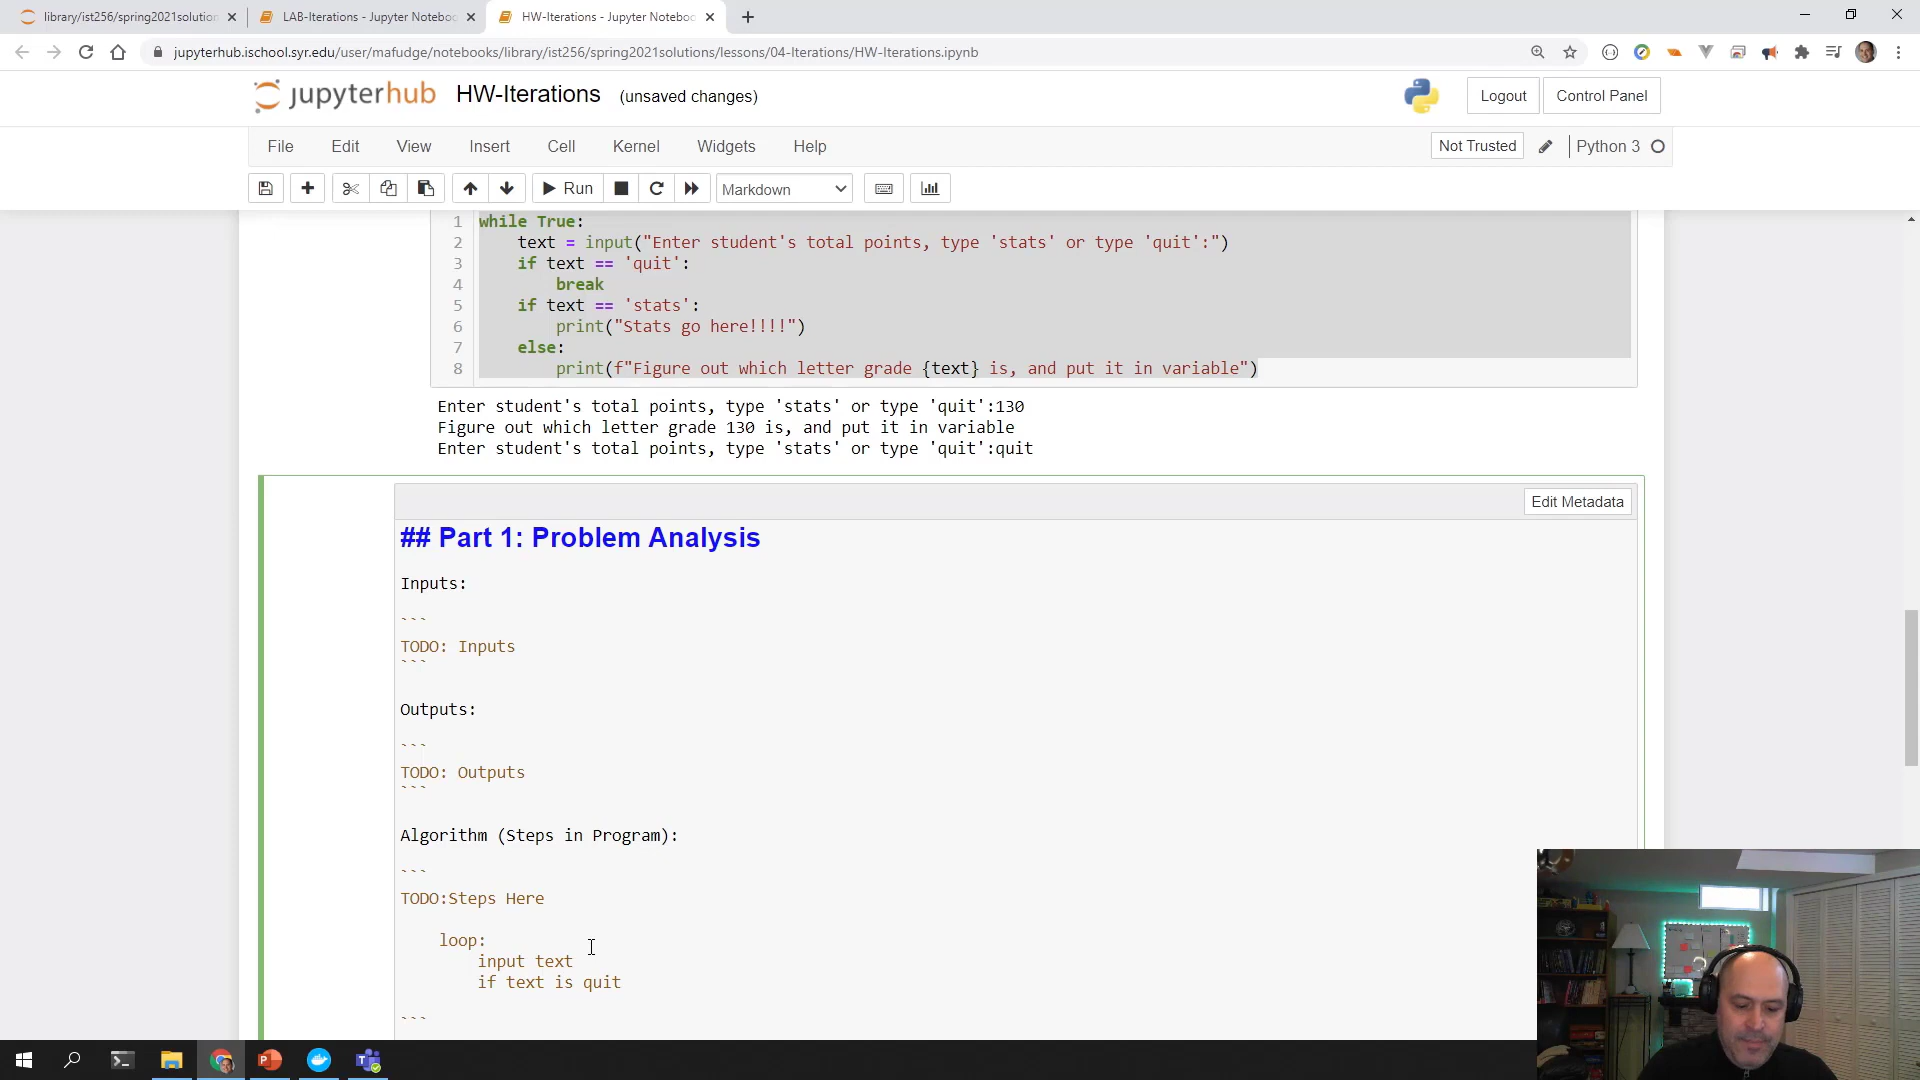 library/ist256/spring2021solution
LAB-Iterations - Jupyter Notebo
HW-Iterations - Jupyter Notebo
jupyterhub.ischool.syr.edu/user/mafudge/notebooks/library/ist256/spring2021solutions/lessons/04-Iterations/HW-Iterations.ipynb
jupyterhub HW-Iterations (unsaved changes) Logout Control Panel
File Edit View Insert Cell Kernel Widgets Help Not Trusted Python 3
Run Markdown
1 while True:
2 text = input("Enter student's total points, type 'stats' or type 'quit':")
3 if text == 'quit':
4 break
5 if text == 'stats':
6 print("Stats go here!!!!")
7 else:
8 print(f"Figure out which letter grade {text} is, and put it in variable")
Enter student's total points, type 'stats' or type 'quit':130
Figure out which letter grade 130 is, and put it in variable
Enter student's total points, type 'stats' or type 'quit':quit
Edit Metadata
## Part 1: Problem Analysis
Inputs:
```
TODO: Inputs
```
Outputs:
```
TODO: Outputs
```
Algorithm (Steps in Program):
```
TODO:Steps Here
loop:
input text
if text is quit
```